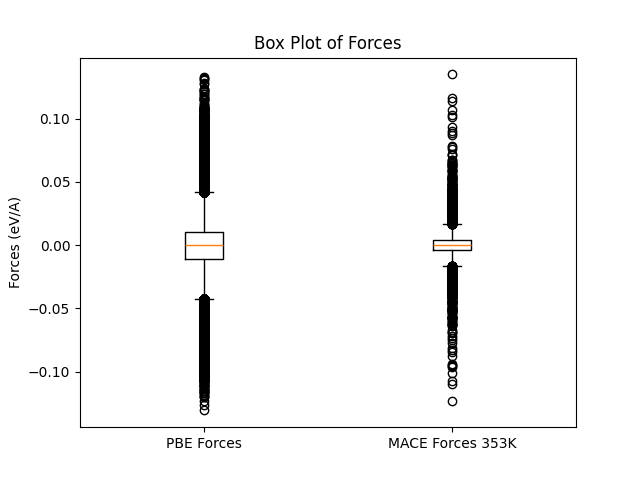 Box Plot of Forces
Forces (eV/A)
0.10
0.05
0.00
−0.05
−0.10
PBE Forces
MACE Forces 353K